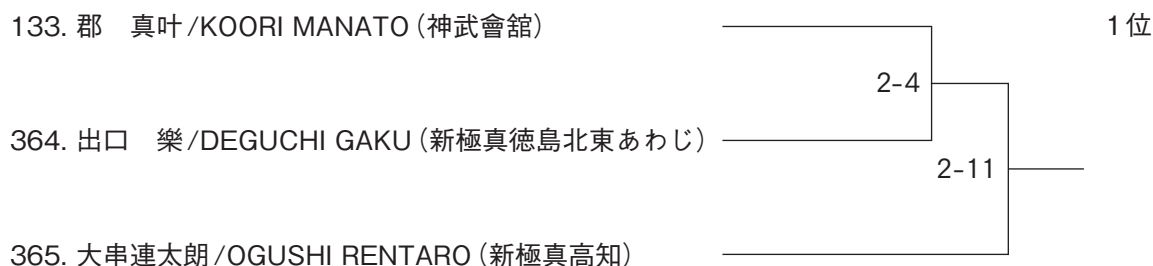 133. 郡　真叶/KOORI MANATO（神武會舘）
1位
2-4
364. 出口　樂/DEGUCHI GAKU（新極真徳島北東あわじ）
2-11
365. 大串連太朗/OGUSHI RENTARO（新極真高知）